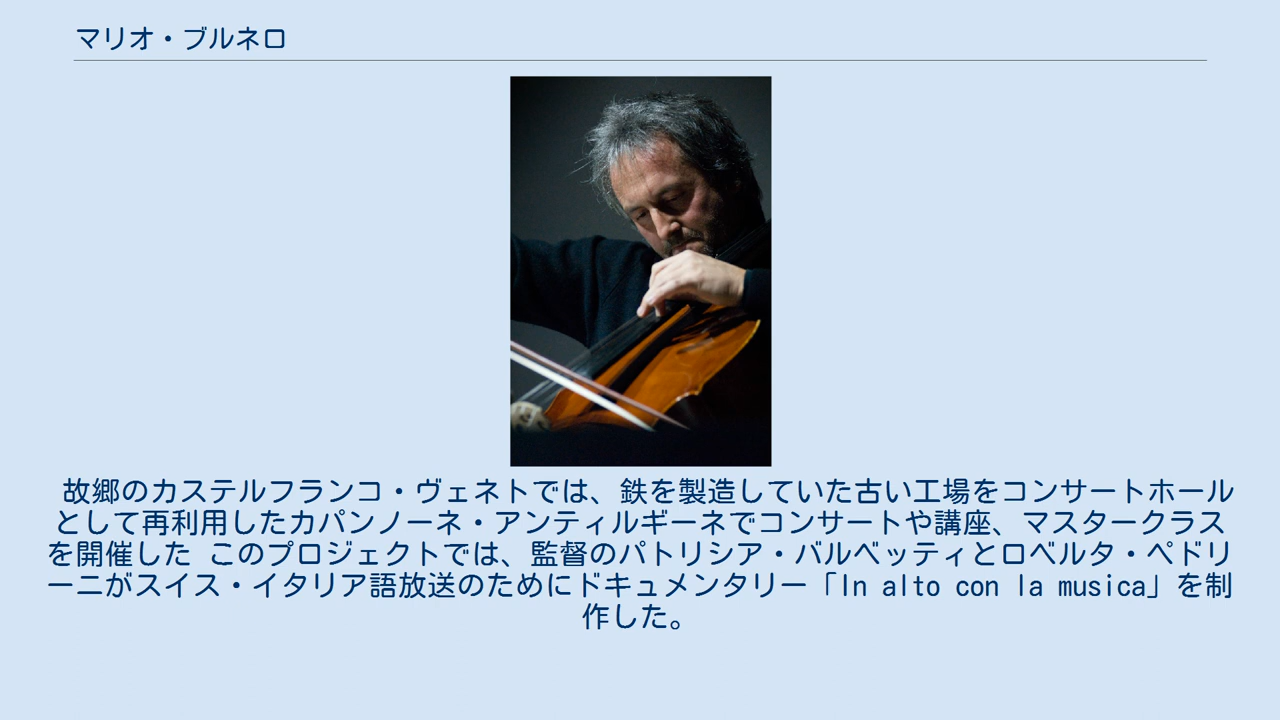 マリオ・ブルネロ
故郷のカステルフランコ・ヴェネトでは、鉄を製造していた古い工場をコンサートホール
として再利用したカパンノーネ・アンティルギーネでコンサートや講座、マスタークラス
を開催した このプロジェクトでは、監督のパトリシア・バルベッティとロベルタ・ペドリ
ーニがスイス・イタリア語放送のためにドキュメンタリー「In alto con la musica」を制
作した。